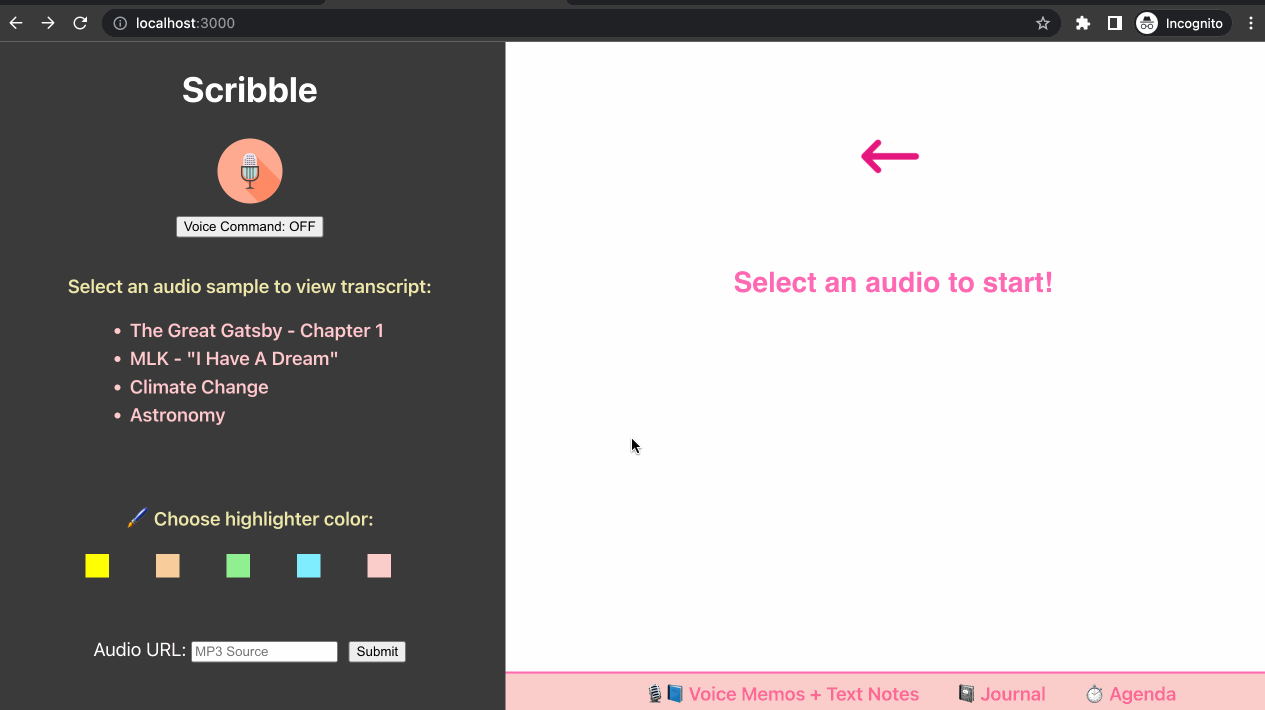 localhost:3000
Incognito
Scribble
Voice Command: OFF
Select an audio sample to view transcript:
• The Great Gatsby - Chapter 1
• MLK - "I Have A Dream"
• Climate Change
• Astronomy
🖌️ Choose highlighter color:
Audio URL: MP3 Source Submit
Select an audio to start!
🎙️📘 Voice Memos + Text Notes 📓 Journal ⏱️ Agenda